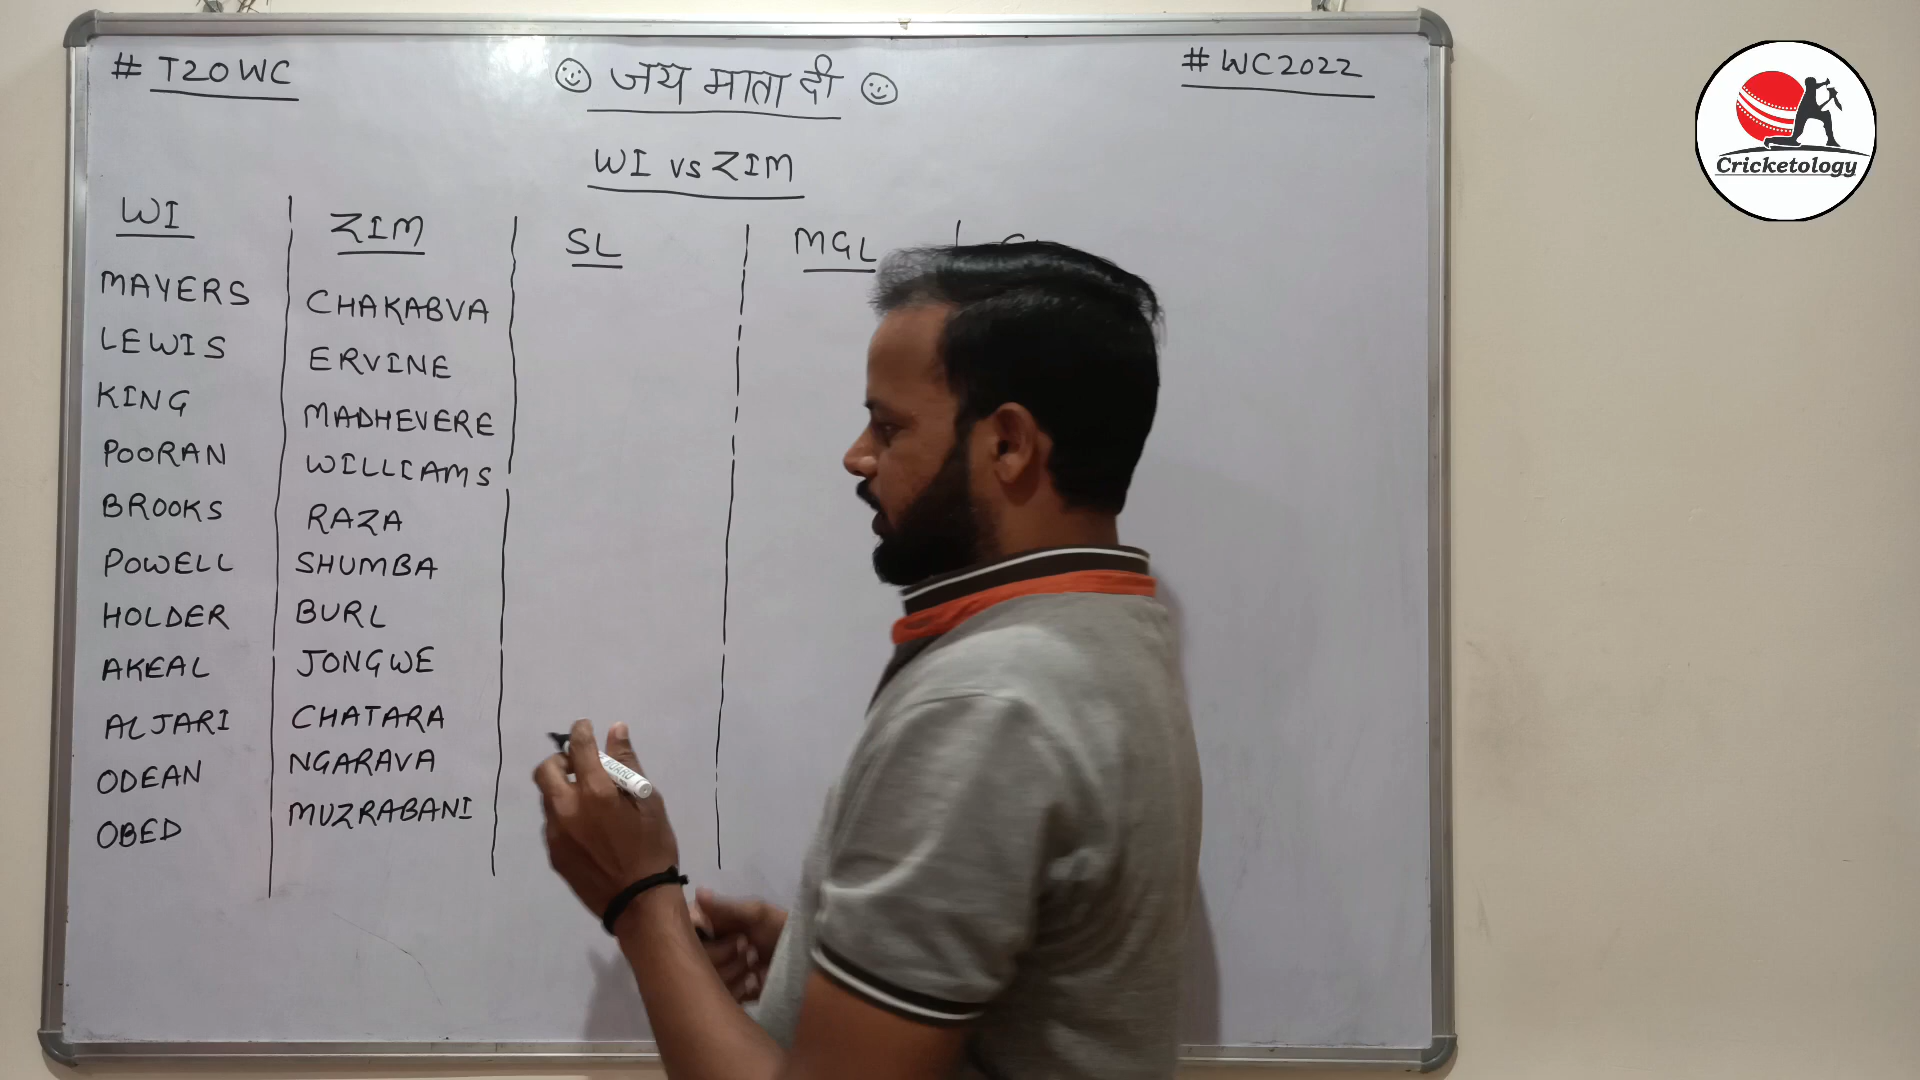 # T20WC
जय माता दी
# WC2022
WI vs ZIM
WI
MAYERS
LEWIS
KING
POORAN
BROOKS
POWELL
HOLDER
AKEAL
ALJARI
ODEAN
OBED
ZIM
CHAKABVA
ERVINE
MADHEVERE
WILLIAMS
RAZA
SHUMBA
BURL
JONGWE
CHATARA
NGARAVA
MUZRABANI
SL
MGL
Cricketology